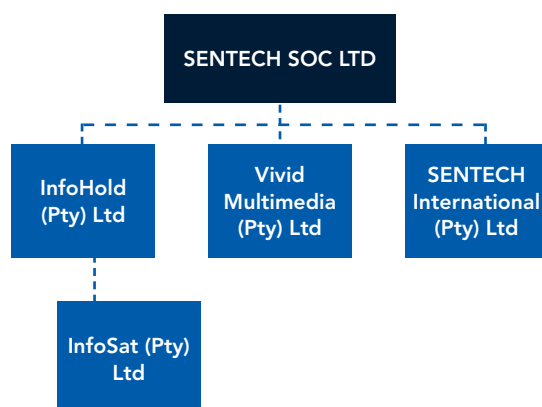 SENTECH SOC LTD
InfoHold
(Pty) Ltd
Vivid
Multimedia
(Pty) Ltd
SENTECH
International
(Pty) Ltd
InfoSat (Pty)
Ltd